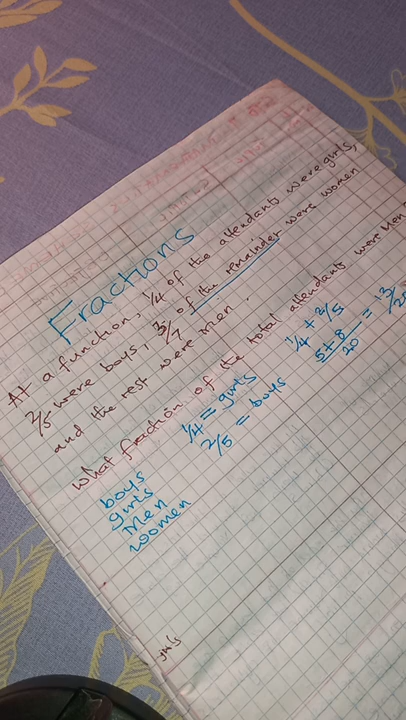 Fractions
At a function, 1/4 of the attendants were girls,
2/5 were boys, 3/7 of the remainder were women
and the rest were men.
What fraction of the total attendants were Men
1/4 = girls
2/5 = boys
1/4 + 2/5
5+8/20 = 13/20
boys
girls
Men
women